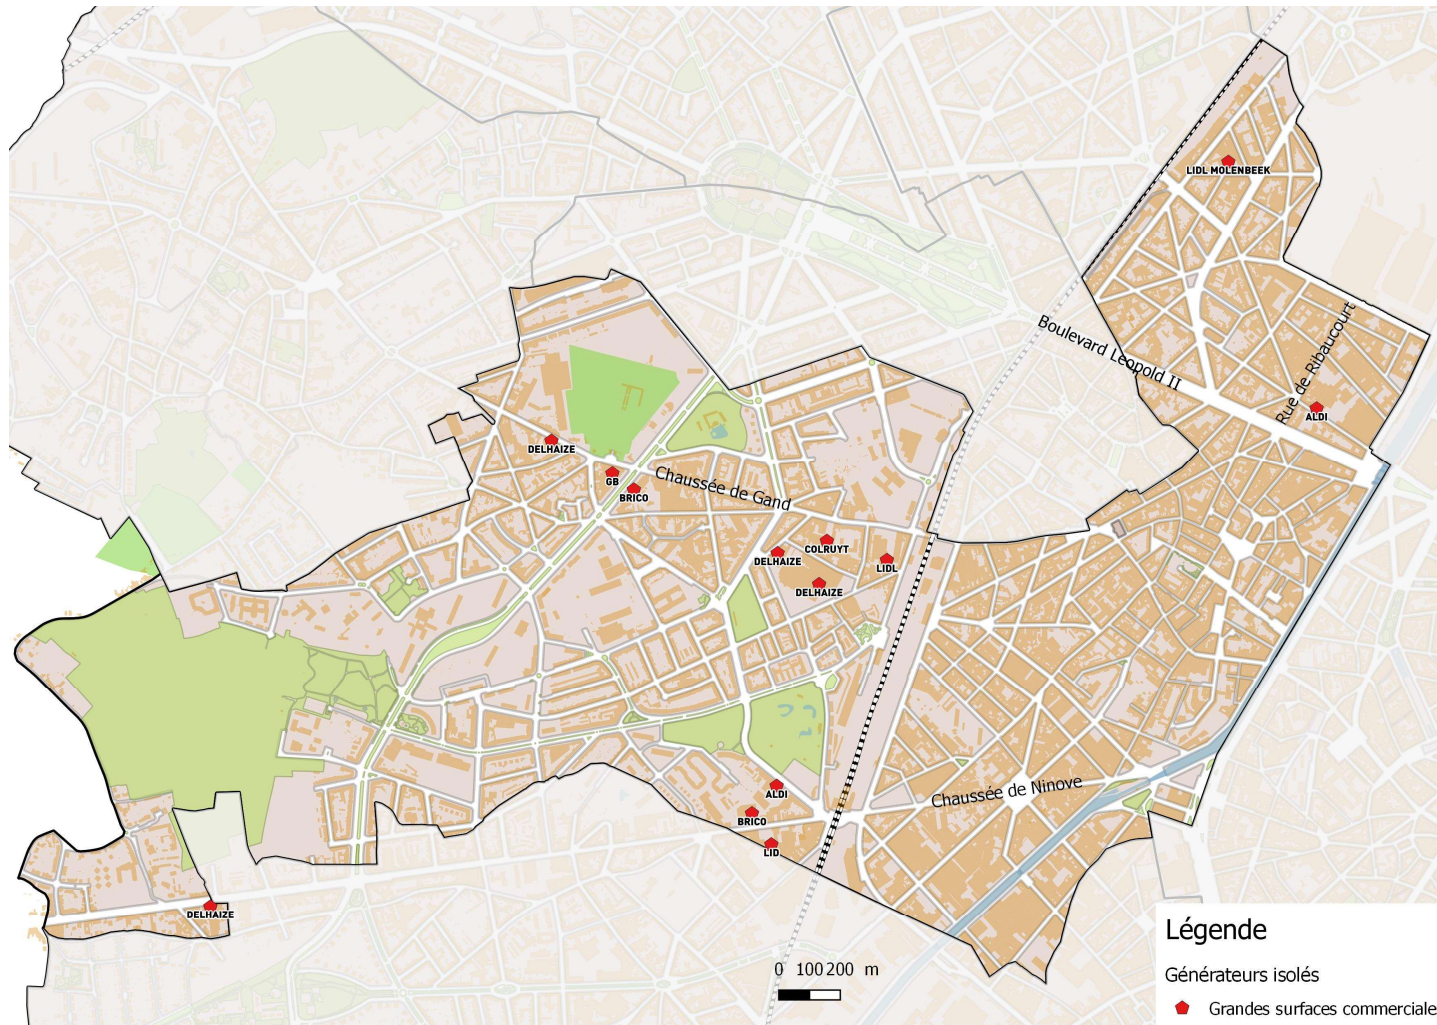 LIDL MOLENBEEK
Boulevard Leopold II
Rue de Ribaucourt
ALDI
DELHAIZE
GB
BRICO
Chaussée de Gand
COLRUYT
DELHAIZE
LIDL
DELHAIZE
ALDI
Chaussée de Ninove
BRICO
LID
DELHAIZE
Légende
0 100 200 m
Générateurs isolés
Grandes surfaces commerciale